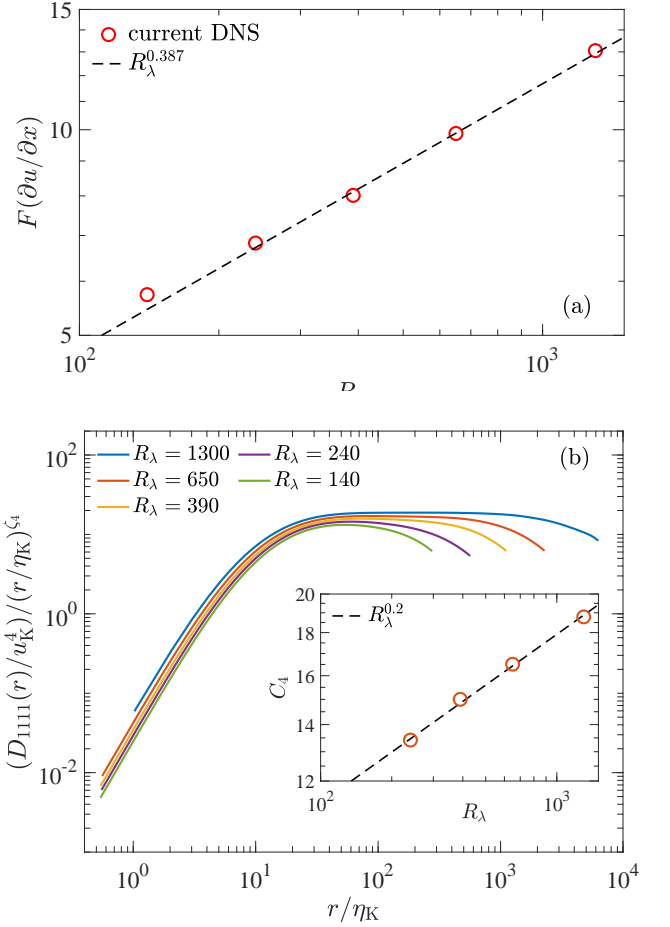 15
current DNS
R_λ^0.387
10
F(∂u/∂x)
(a)
5
10^2
10^3
(b)
10^2
R_λ = 1300
R_λ = 240
R_λ = 650
R_λ = 140
R_λ = 390
(D_1111(r)/u_K^4)/(r/η_K)^ζ_4
10^0
10^-2
20
R_λ^0.2
18
16
C_4
14
12
10^2
10^3
R_λ
10^0
10^1
10^2
10^3
10^4
r/η_K